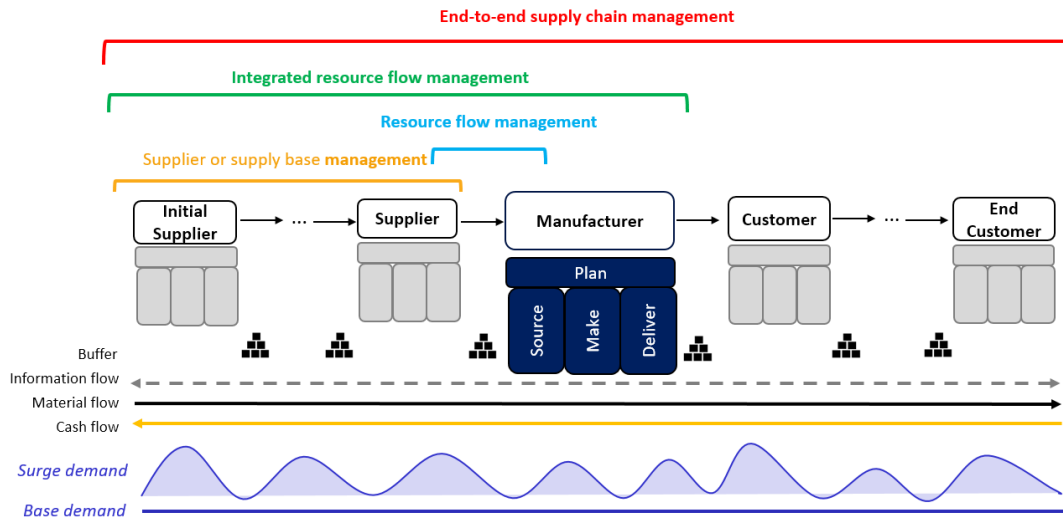 End-to-end supply chain management
Integrated resource flow management
Resource flow management
Supplier or supply base management
Initial
Supplier
...
Supplier
Manufacturer
Customer
...
End
Customer
Plan
Source
Make
Deliver
Buffer
Information flow
Material flow
Cash flow
Surge demand
Base demand